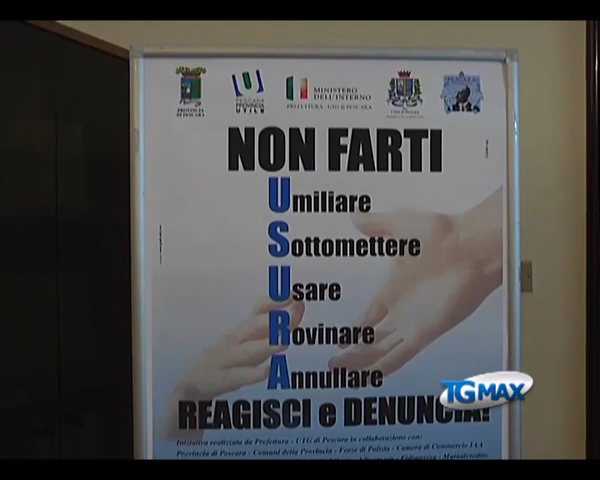 PROVINCIA
DI PESCARA
PESCARA
PROVINCIA
UTILE
MINISTERO
DELL'INTERNO
PREFETTURA - UTG di PESCARA
PESCARA
NON FARTI
Umiliare
Sottomettere
Usare
Rovinare
Annullare
TGMAX
REAGISCI e DENUNCIA!
Iniziativa realizzata da Prefettura - UTG di Pescara in collaborazione con:
Provincia di Pescara - Comuni della Provincia - Forze di Polizia - Camera di Commercio IAA